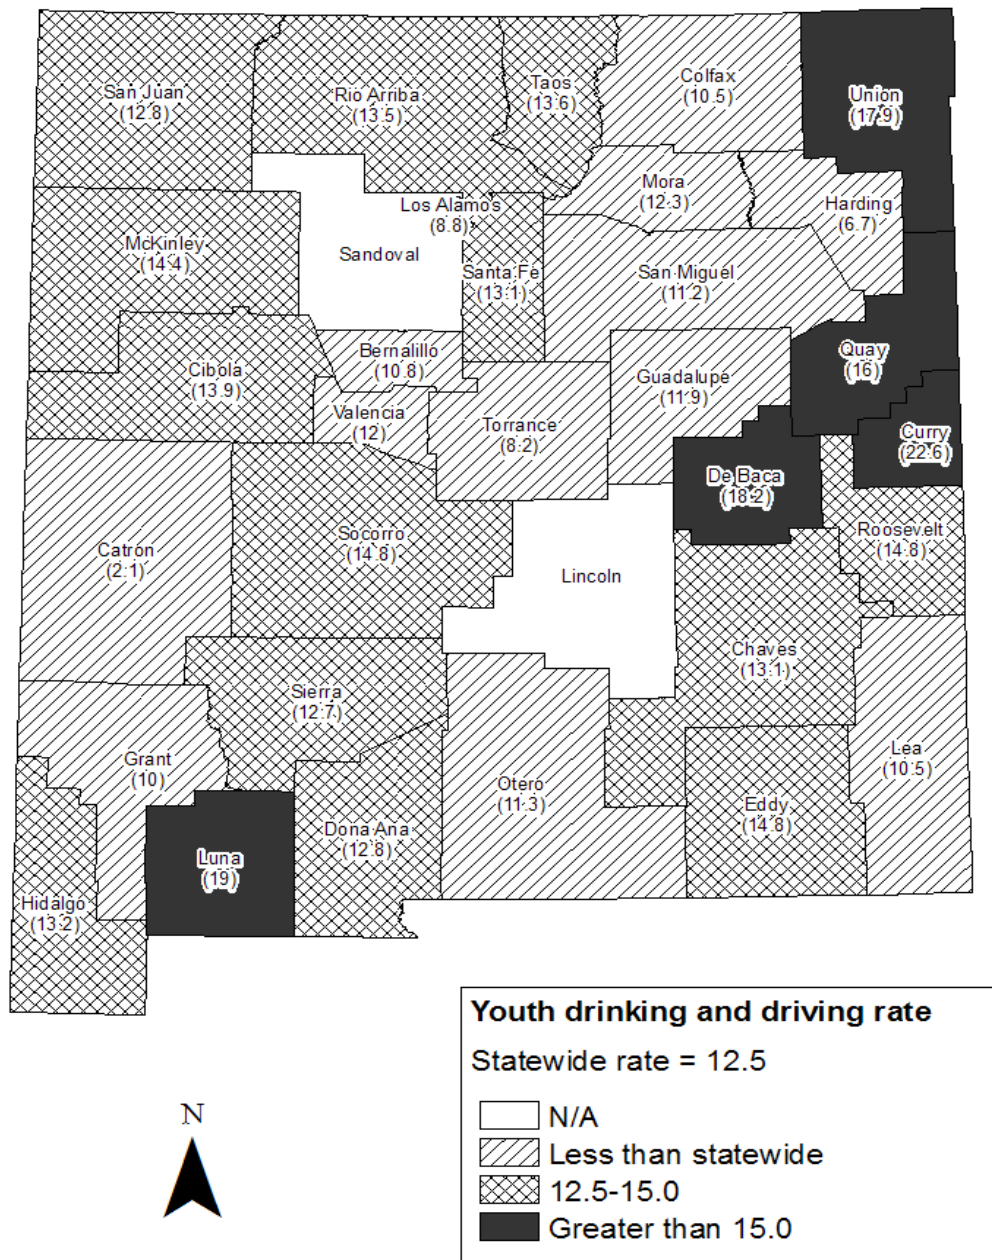 San Juan
(12.8)
Rio Arriba
(13.5)
Taos
(13.6)
Colfax
(10.5)
Union
(17.9)
Mora
(12.3)
Harding
(6.7)
Los Alamos
(8.8)
McKinley
(14.4)
Sandoval
Santa Fe
(13.1)
San Miguel
(11.2)
Bernalillo
(10.8)
Quay
(16)
Cibola
(13.9)
Guadalupe
(11.9)
Valencia
(12)
Torrance
(8.2)
Curry
(22.6)
De Baca
(18.2)
Socorro
(14.8)
Roosevelt
(14.8)
Catron
(2.1)
Lincoln
Chaves
(13.1)
Sierra
(12.7)
Grant
(10)
Lea
(10.5)
Otero
(11.3)
Eddy
(14.8)
Dona Ana
(12.8)
Luna
(19)
Hidalgo
(13.2)
Youth drinking and driving rate
Statewide rate = 12.5
N/A
Less than statewide
12.5-15.0
Greater than 15.0
N